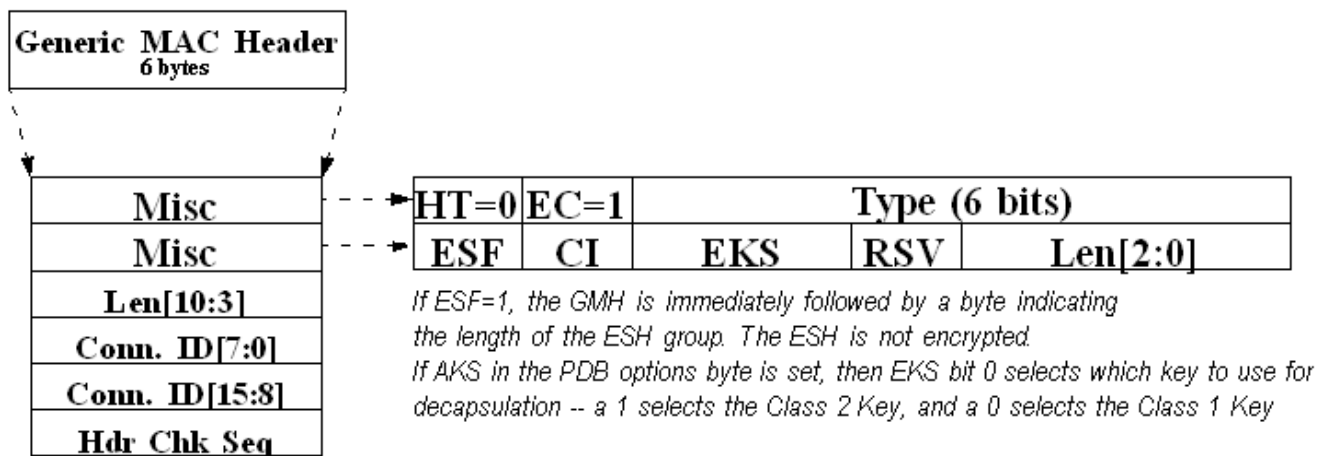 Generic MAC Header
6 bytes
Misc
HT=0 EC=1 Type (6 bits)
Misc
ESF CI EKS RSV Len[2:0]
Len[10:3]
Conn. ID[7:0]
Conn. ID[15:8]
Hdr Chk Seq
If ESF=1, the GMH is immediately followed by a byte indicating
the length of the ESH group. The ESH is not encrypted.
If AKS in the PDB options byte is set, then EKS bit 0 selects which key to use for
decapsulation -- a 1 selects the Class 2 Key, and a 0 selects the Class 1 Key